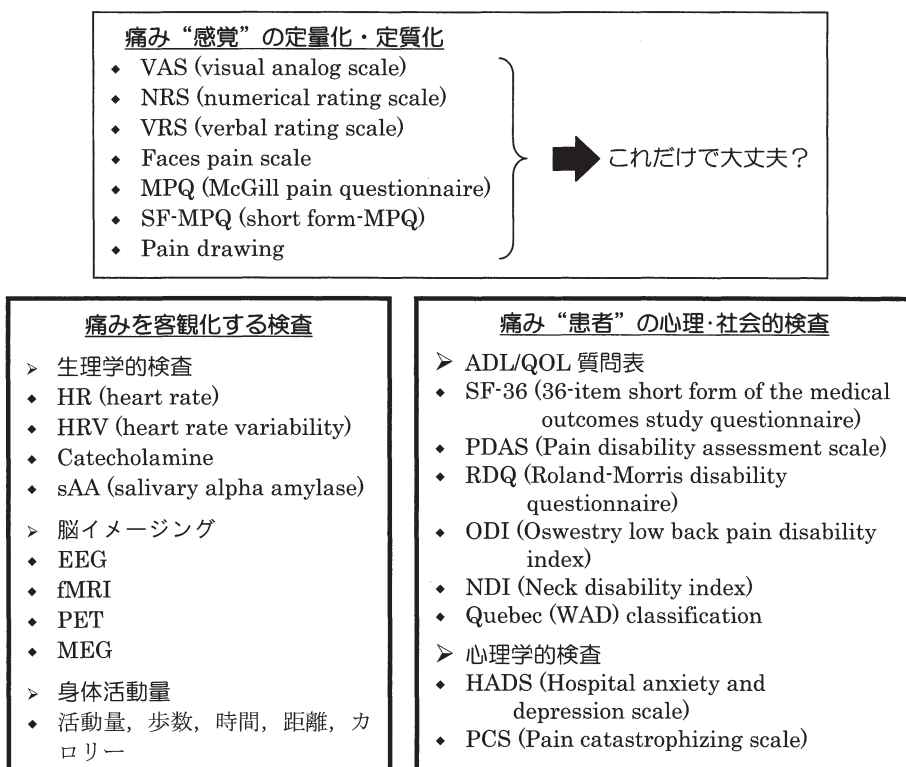 痛み“感覚”の定量化・定質化
◆ VAS (visual analog scale)
◆ NRS (numerical rating scale)
◆ VRS (verbal rating scale)
◆ Faces pain scale
◆ MPQ (McGill pain questionnaire)
◆ SF-MPQ (short form-MPQ)
◆ Pain drawing
これだけで大丈夫？
痛みを客観化する検査
➢ 生理学的検査
◆ HR (heart rate)
◆ HRV (heart rate variability)
◆ Catecholamine
◆ sAA (salivary alpha amylase)
➢ 脳イメージング
◆ EEG
◆ fMRI
◆ PET
◆ MEG
➢ 身体活動量
◆ 活動量，歩数，時間，距離，カ
ロリー
痛み“患者”の心理・社会的検査
➢ ADL/QOL 質問表
◆ SF-36 (36-item short form of the medical
outcomes study questionnaire)
◆ PDAS (Pain disability assessment scale)
◆ RDQ (Roland-Morris disability
questionnaire)
◆ ODI (Oswestry low back pain disability
index)
◆ NDI (Neck disability index)
◆ Quebec (WAD) classification
➢ 心理学的検査
◆ HADS (Hospital anxiety and
depression scale)
◆ PCS (Pain catastrophizing scale)